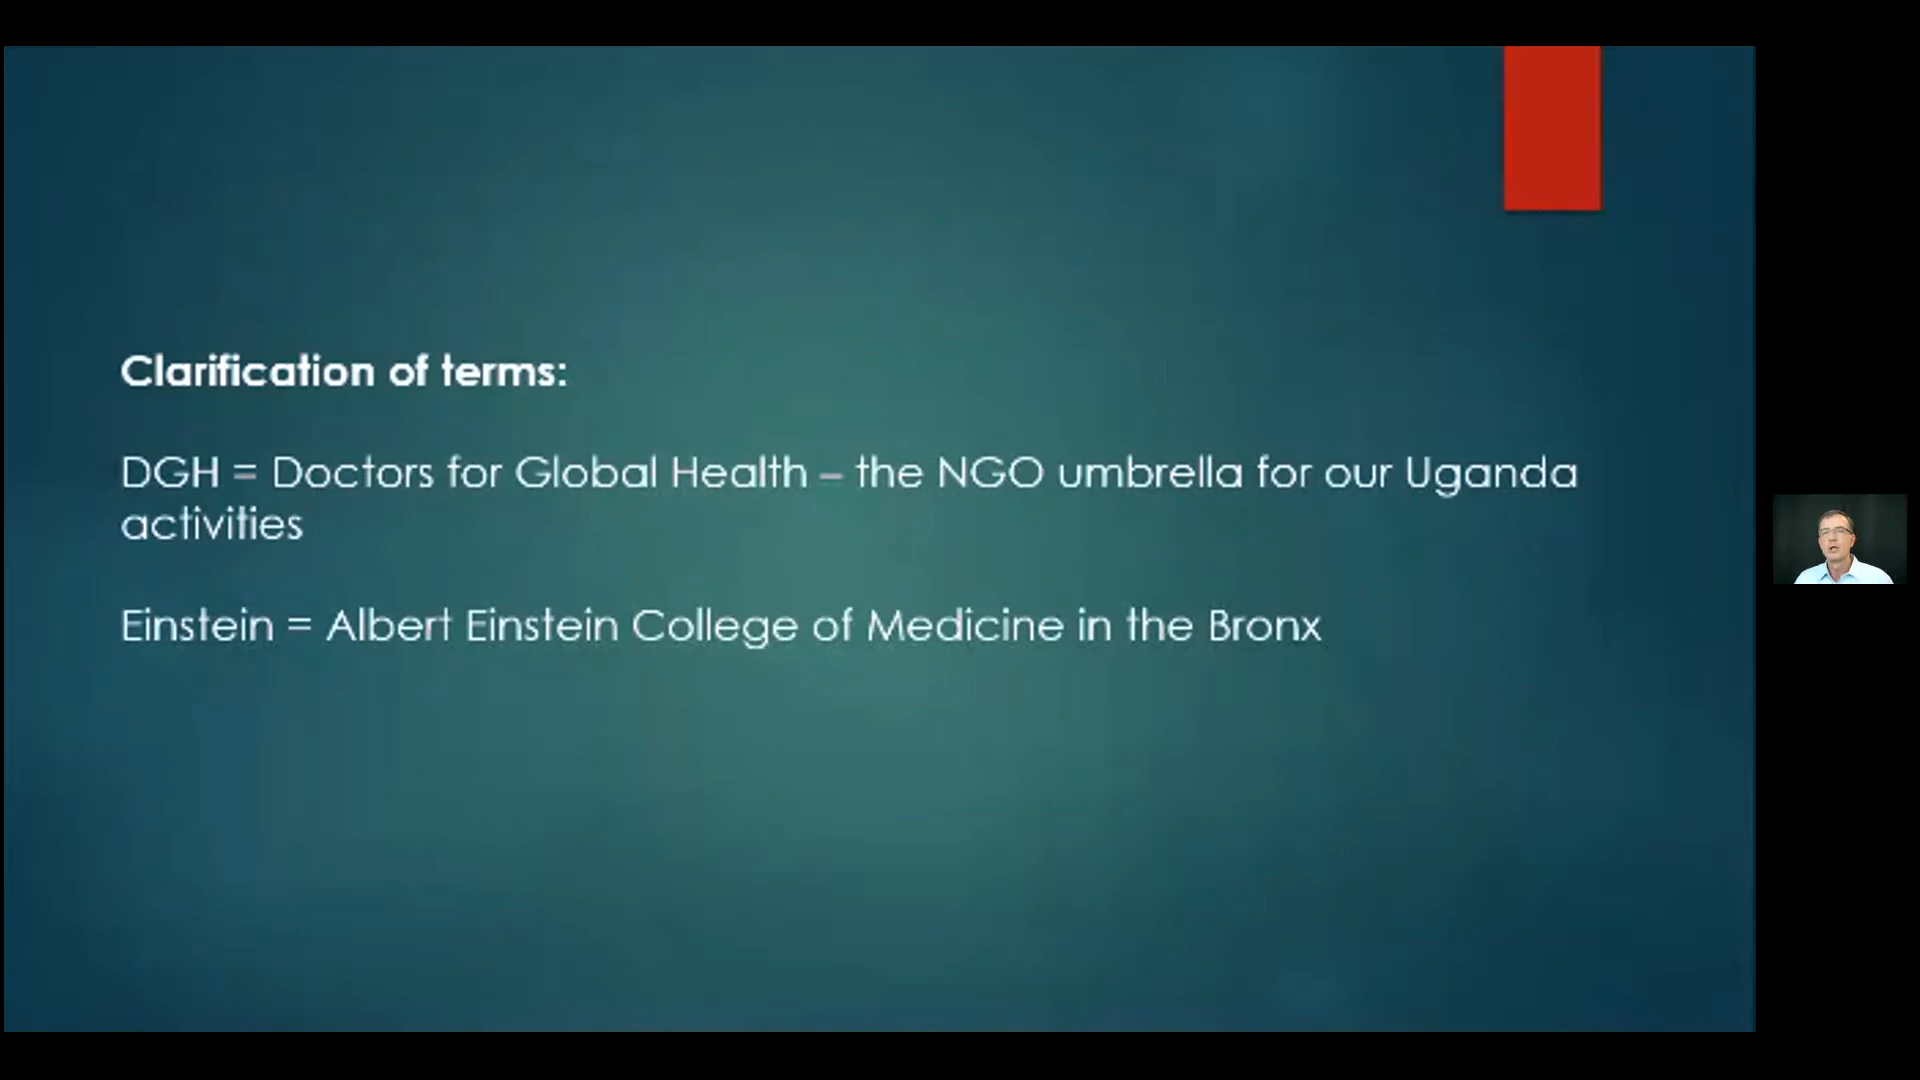 Clarification of terms:
DGH = Doctors for Global Health – the NGO umbrella for our Uganda
activities
Einstein = Albert Einstein College of Medicine in the Bronx